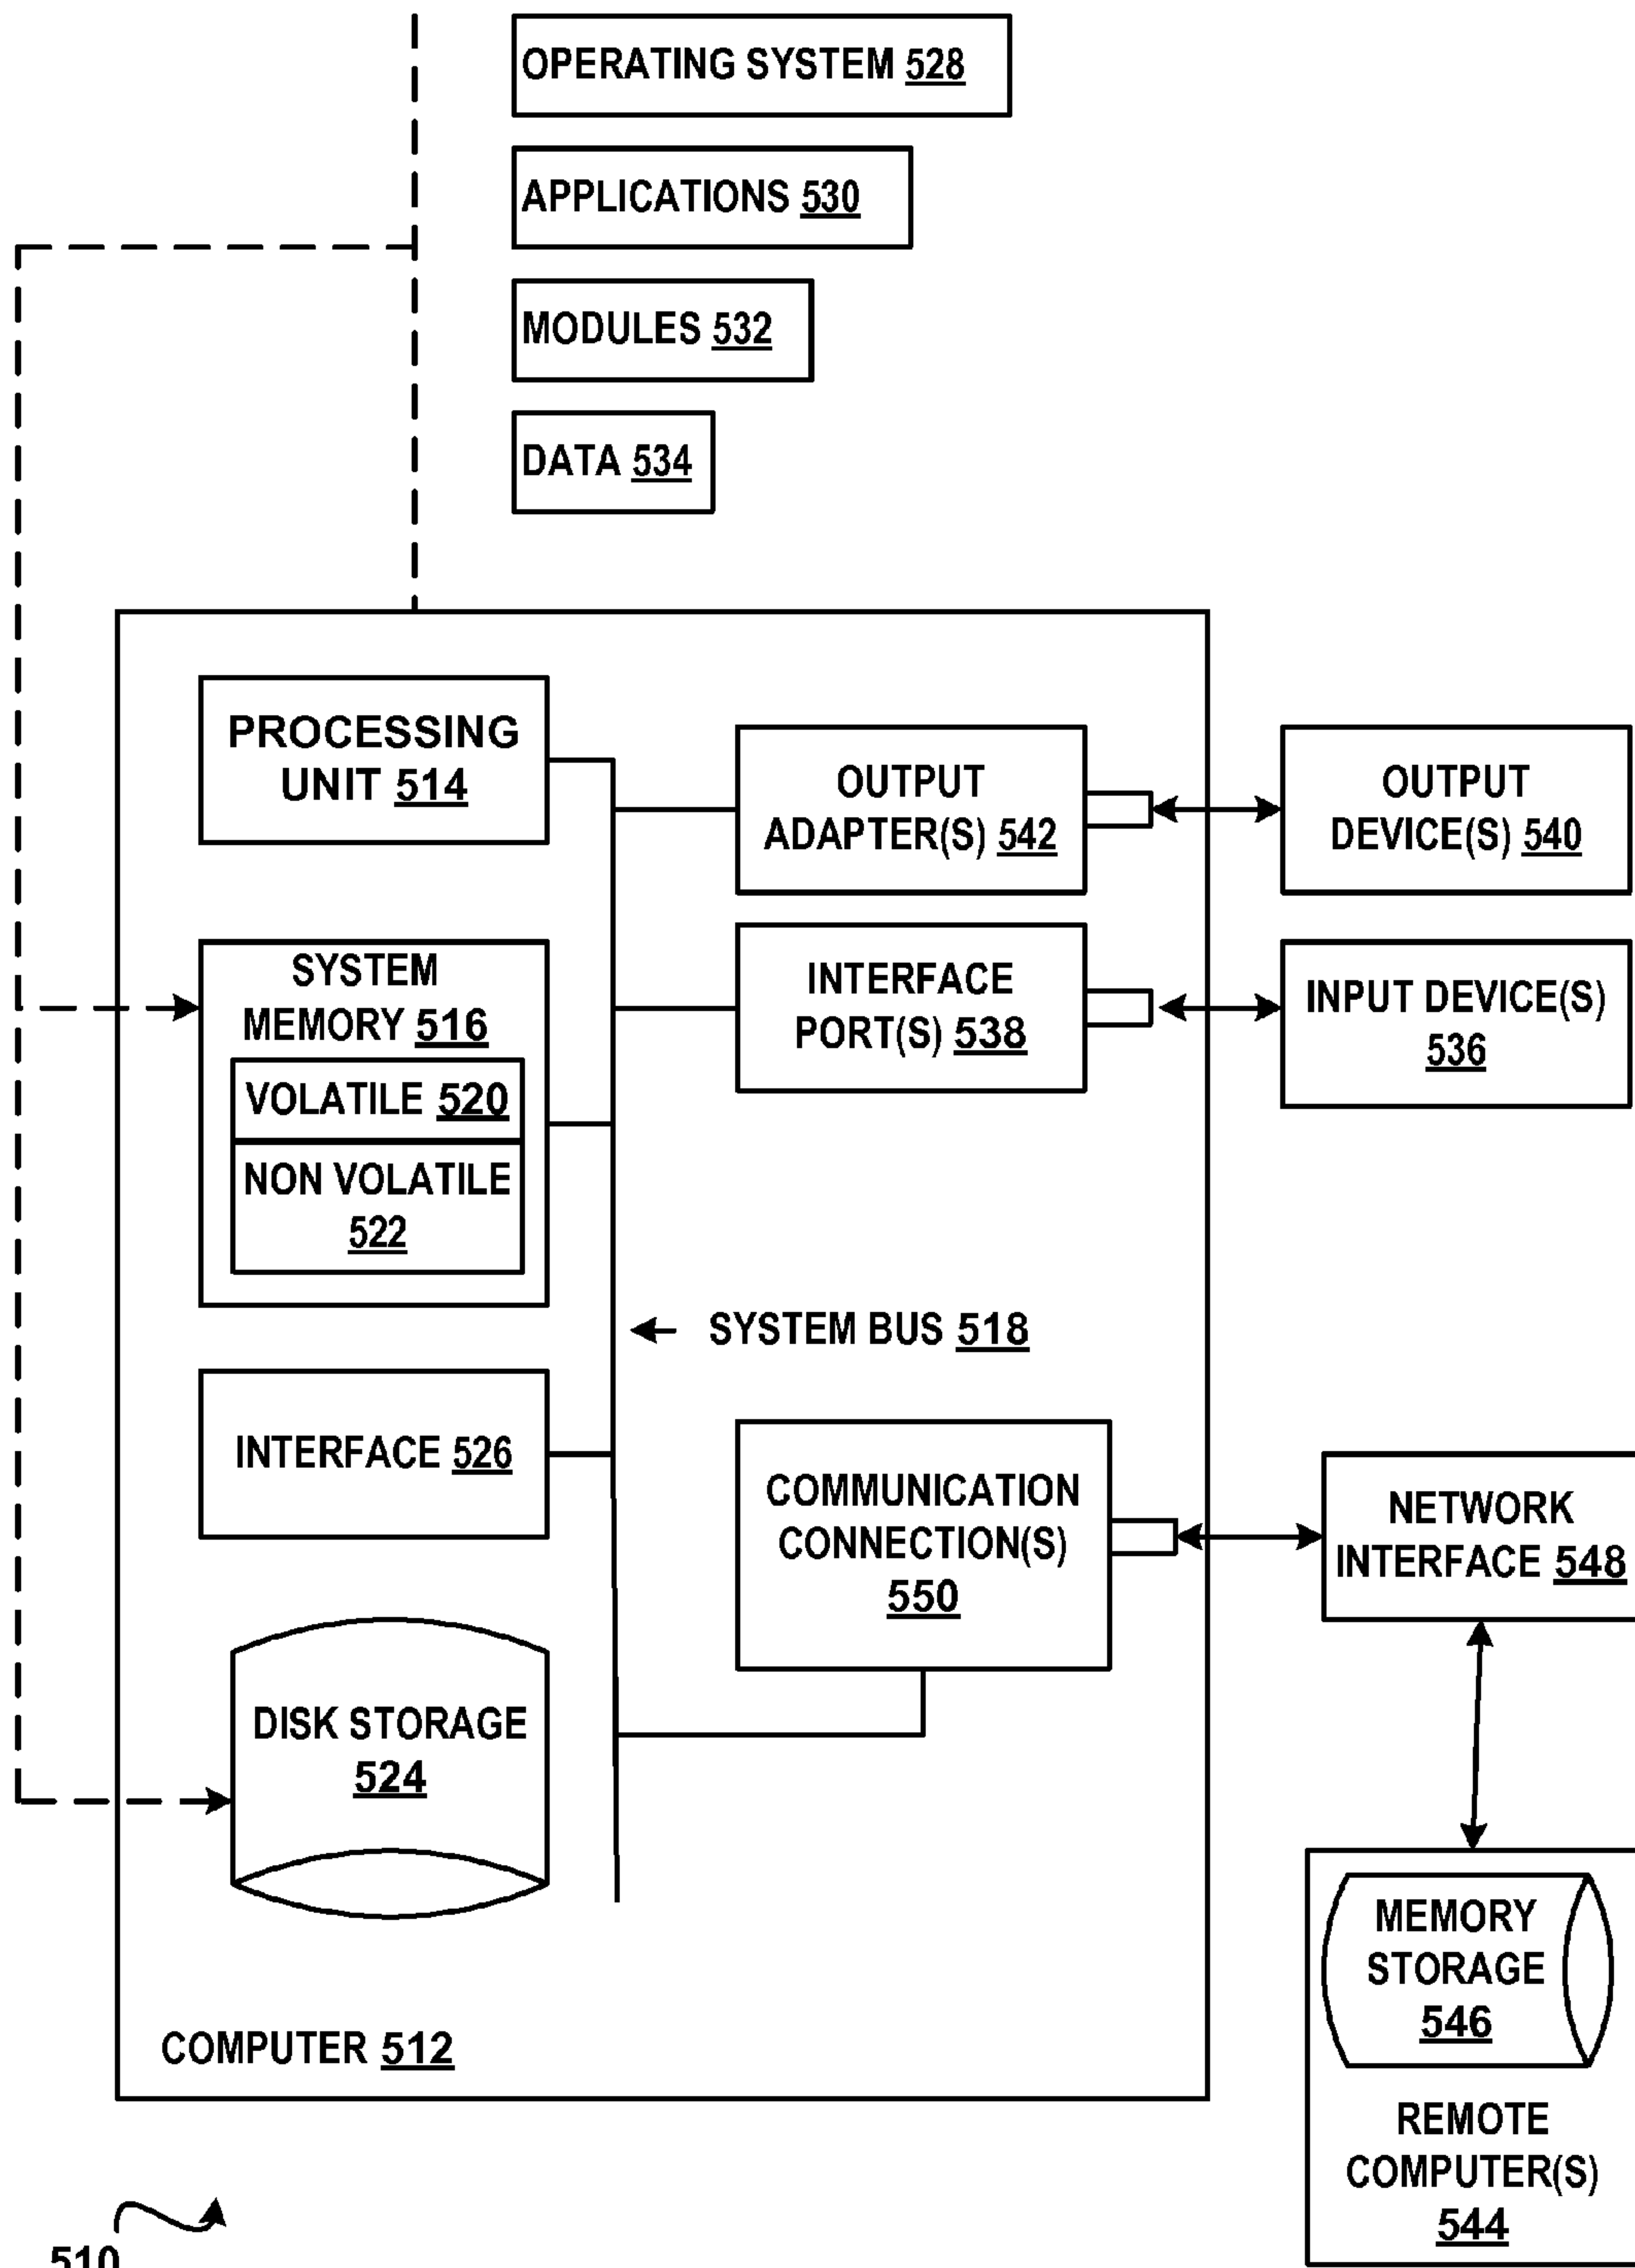 OPERATING SYSTEM 528
APPLICATIONS 530
MODULES 532
DATA 534
PROCESSING
UNIT 514
OUTPUT
ADAPTER(S) 542
OUTPUT
DEVICE(S) 540
SYSTEM
MEMORY 516
VOLATILE 520
NON VOLATILE
522
INTERFACE
PORT(S) 538
INPUT DEVICE(S)
536
SYSTEM BUS 518
INTERFACE 526
COMMUNICATION
CONNECTION(S)
550
NETWORK
INTERFACE 548
DISK STORAGE
524
MEMORY
STORAGE
546
REMOTE
COMPUTER(S)
544
COMPUTER 512
510